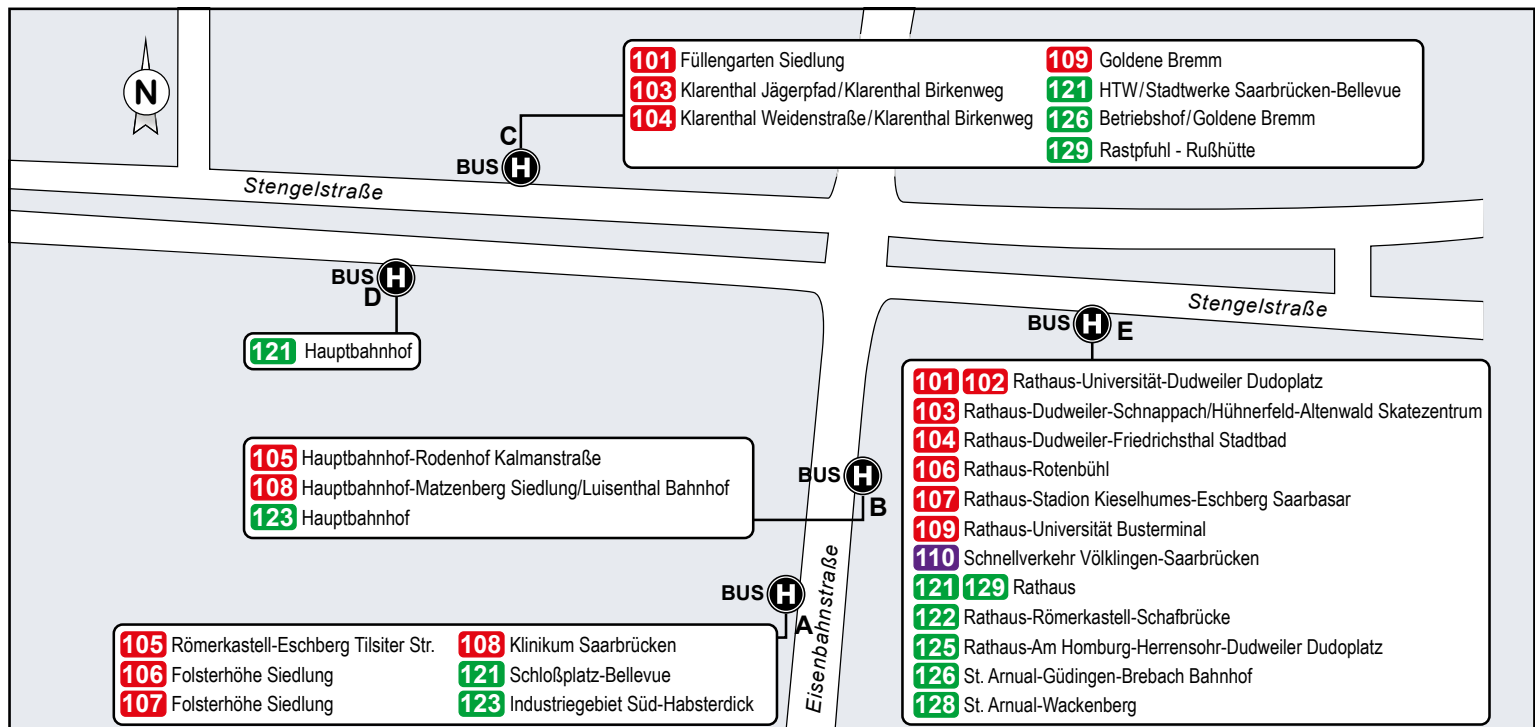 N
101 Füllengarten Siedlung
103 Klarenthal Jägerpfad/Klarenthal Birkenweg
104 Klarenthal Weidenstraße/Klarenthal Birkenweg
109 Goldene Bremm
121 HTW/Stadtwerke Saarbrücken-Bellevue
126 Betriebshof/Goldene Bremm
129 Rastpfuhl - Rußhütte
C
BUS H
Stengelstraße
BUS H
D
121 Hauptbahnhof
Stengelstraße
BUS H E
101 102 Rathaus-Universität-Dudweiler Dudoplatz
103 Rathaus-Dudweiler-Schnappach/Hühnerfeld-Altenwald Skatezentrum
104 Rathaus-Dudweiler-Friedrichsthal Stadtbad
106 Rathaus-Rotenbühl
107 Rathaus-Stadion Kieselhumes-Eschberg Saarbasar
109 Rathaus-Universität Busterminal
110 Schnellverkehr Völklingen-Saarbrücken
121 129 Rathaus
122 Rathaus-Römerkastell-Schafbrücke
125 Rathaus-Am Homburg-Herrensohr-Dudweiler Dudoplatz
126 St. Arnual-Güdingen-Brebach Bahnhof
128 St. Arnual-Wackenberg
105 Hauptbahnhof-Rodenhof Kalmanstraße
108 Hauptbahnhof-Matzenberg Siedlung/Luisenthal Bahnhof
123 Hauptbahnhof
BUS H
B
Eisenbahnstraße
BUS H
A
105 Römerkastell-Eschberg Tilsiter Str.
106 Folsterhöhe Siedlung
107 Folsterhöhe Siedlung
108 Klinikum Saarbrücken
121 Schloßplatz-Bellevue
123 Industriegebiet Süd-Habsterdick